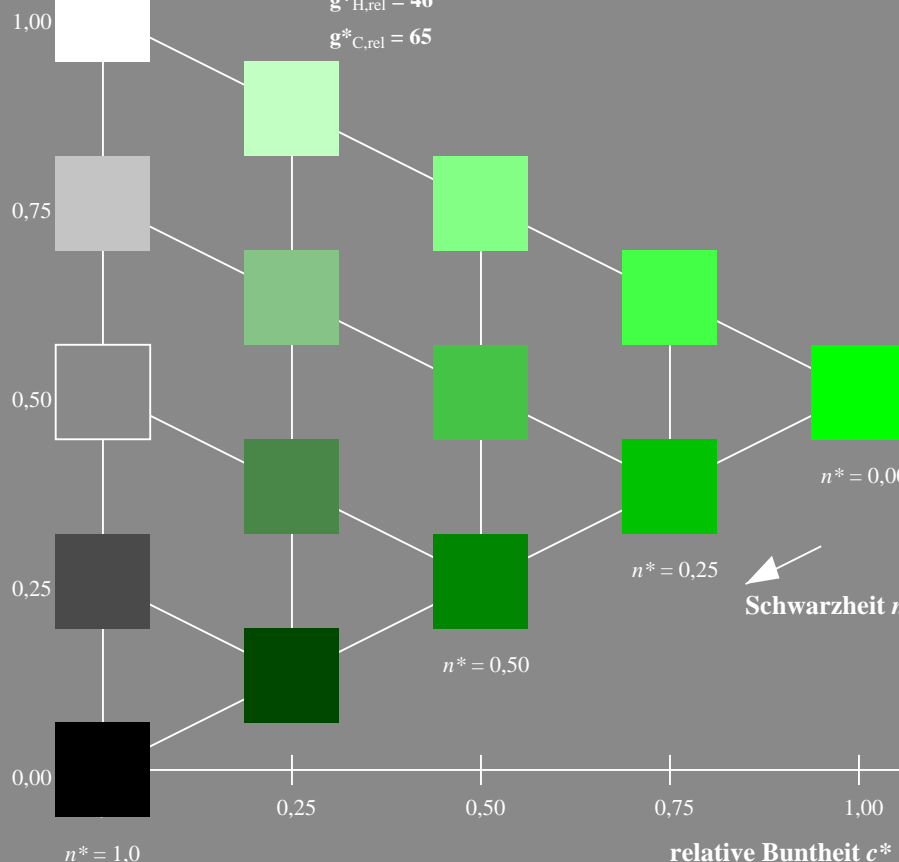 g*H,rel = 46
1,00
g*C,rel = 65
0,75
0,50
n* = 0,00
n* = 0,25
0,25
Schwarzheit n
n* = 0,50
0,00
0,25
0,50
0,75
1,00
n* = 1,0
relative Buntheit c*